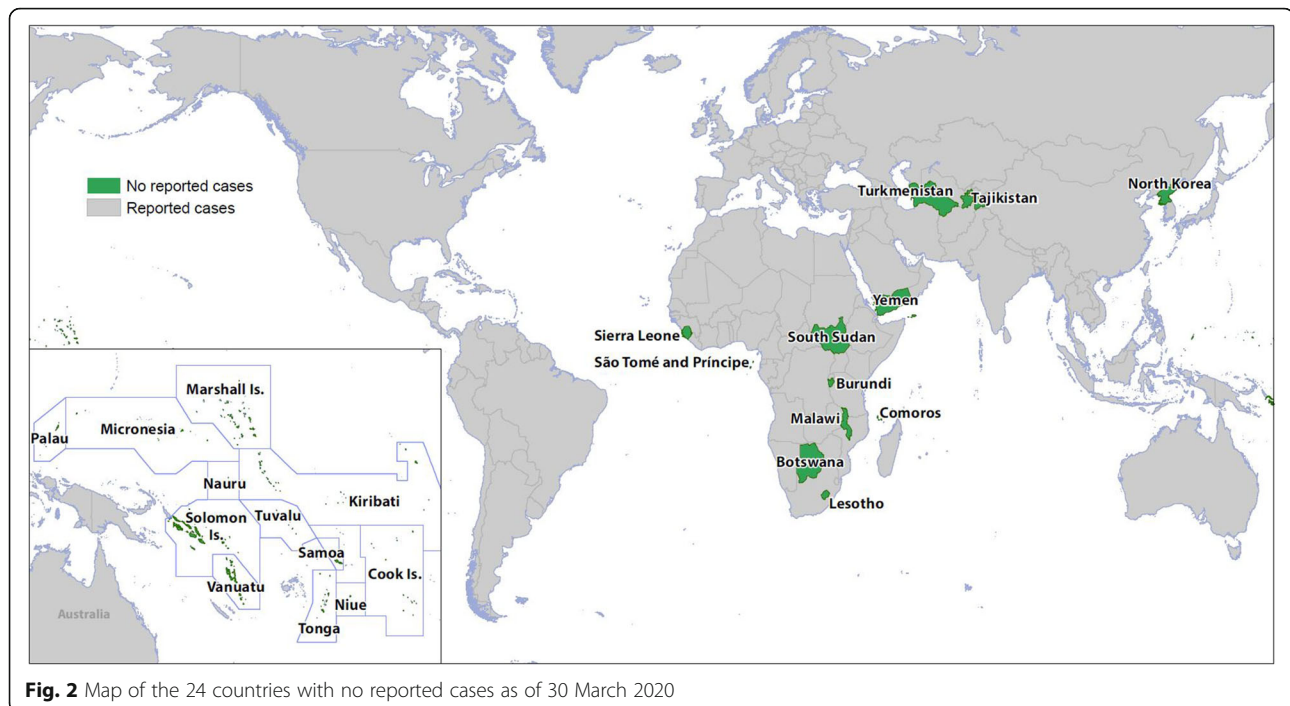 No reported cases
Reported cases
Turkmenistan
Tajikistan
North Korea
Yemen
Sierra Leone
South Sudan
São Tomé and Príncipe
Burundi
Malawi
Comoros
Botswana
Lesotho
Marshall Is.
Palau
Micronesia
Nauru
Kiribati
Solomon
Is.
Tuvalu
Samoa
Cook Is.
Vanuatu
Niue
Tonga
Australia
Fig. 2 Map of the 24 countries with no reported cases as of 30 March 2020